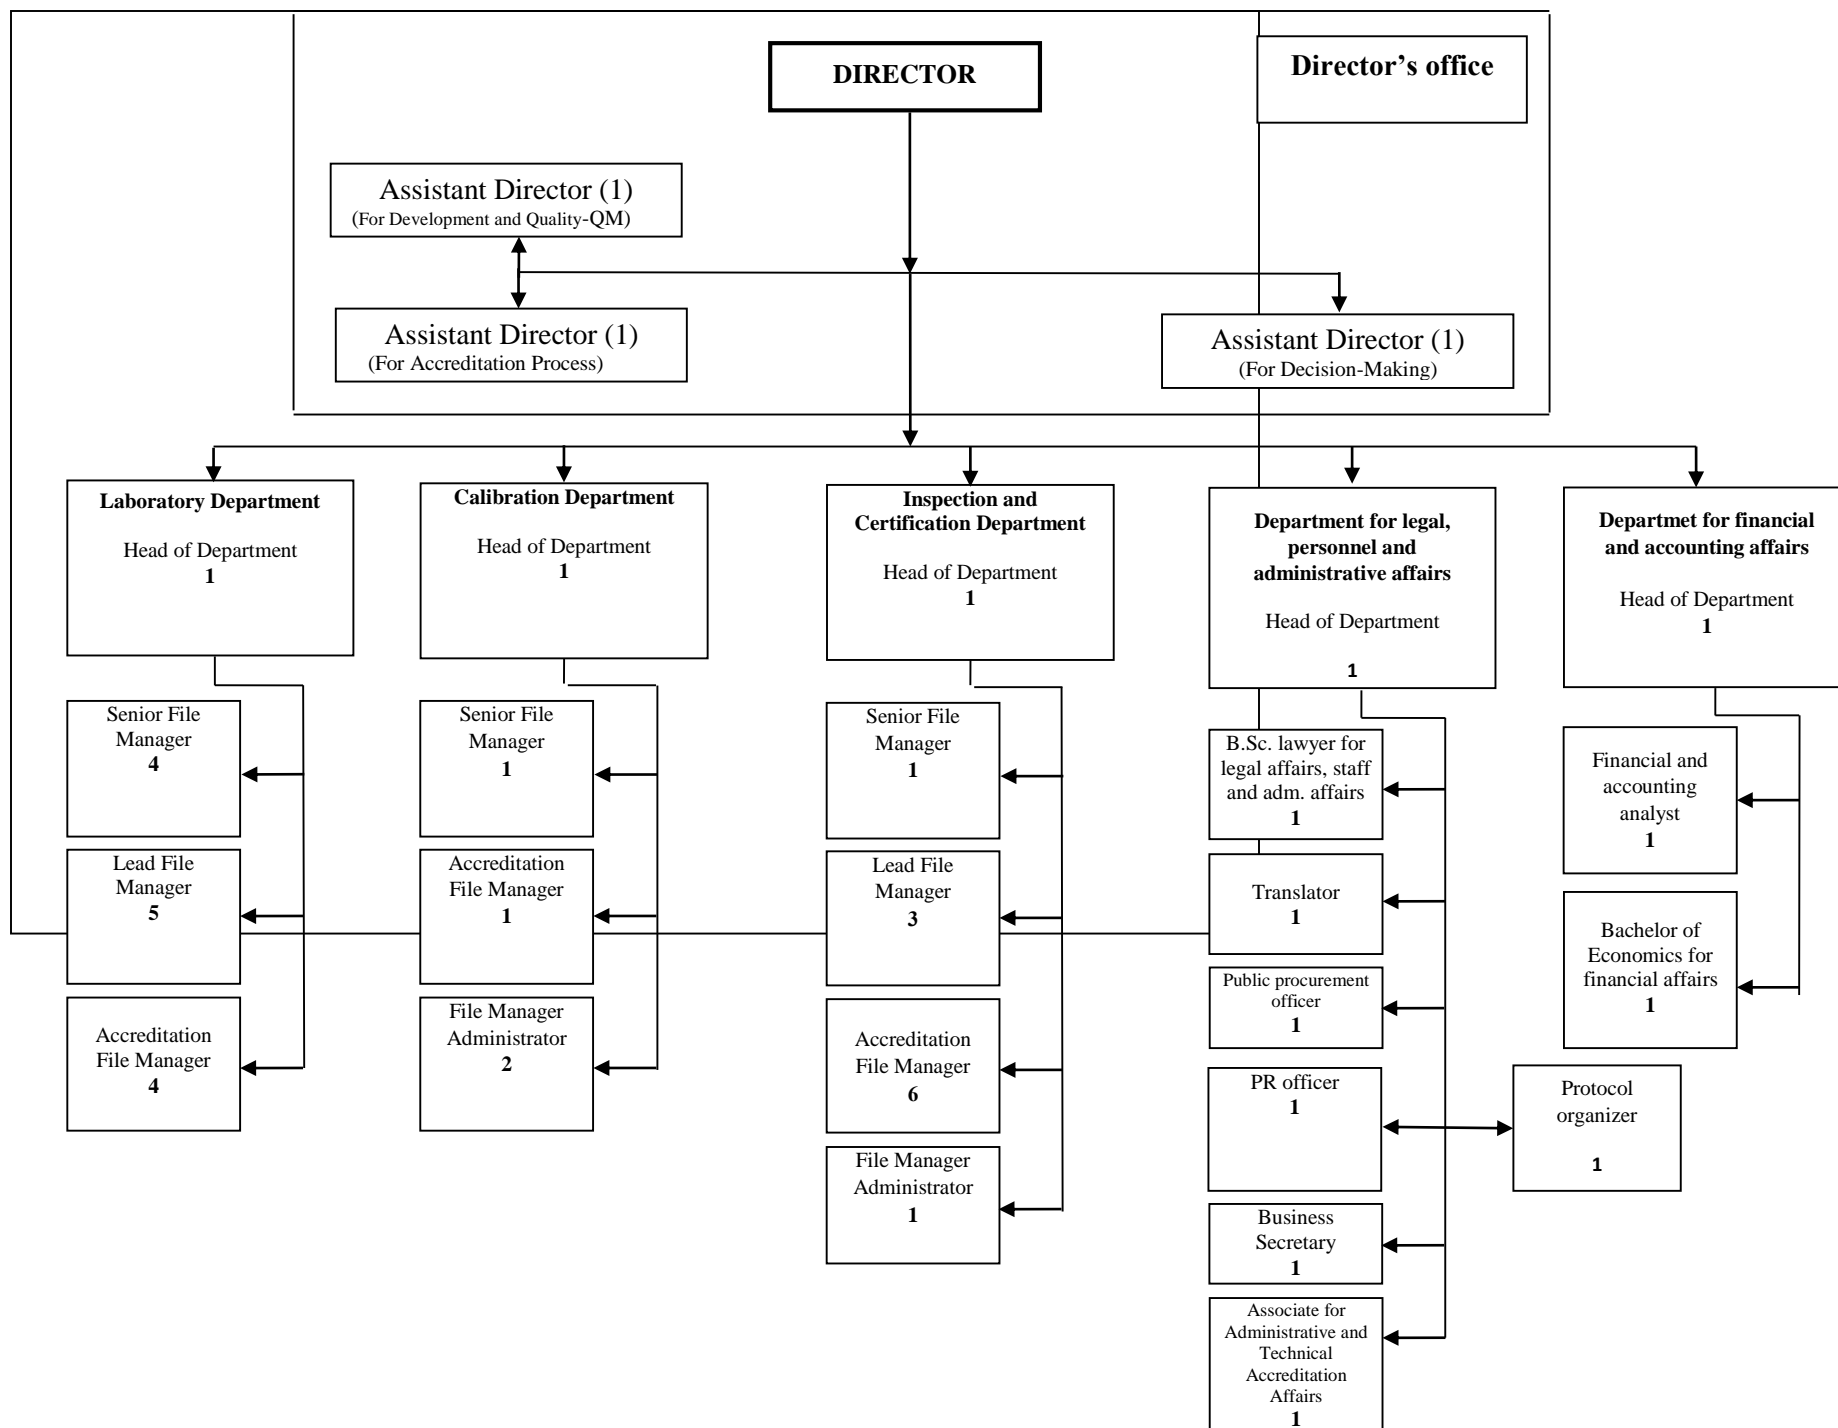 DIRECTOR
Director’s office
Assistant Director (1)
(For Development and Quality-QM)
Assistant Director (1)
(For Accreditation Process)
Assistant Director (1)
(For Decision-Making)
Laboratory Department
Head of Department
1
Calibration Department
Head of Department
1
Inspection and
Certification Department
Head of Department
1
Department for legal,
personnel and
administrative affairs
Head of Department
1
Departmet for financial
and accounting affairs
Head of Department
1
Senior File
Manager
4
Lead File
Manager
5
Accreditation
File Manager
4
Senior File
Manager
1
Accreditation
File Manager
1
File Manager
Administrator
2
Senior File
Manager
1
Lead File
Manager
3
Accreditation
File Manager
6
File Manager
Administrator
1
B.Sc. lawyer for
legal affairs, staff
and adm. affairs
1
Translator
1
Public procurement
officer
1
PR officer
1
Protocol
organizer
1
Business
Secretary
1
Associate for
Administrative and
Technical
Accreditation
Affairs
1
Financial and
accounting
analyst
1
Bachelor of
Economics for
financial affairs
1